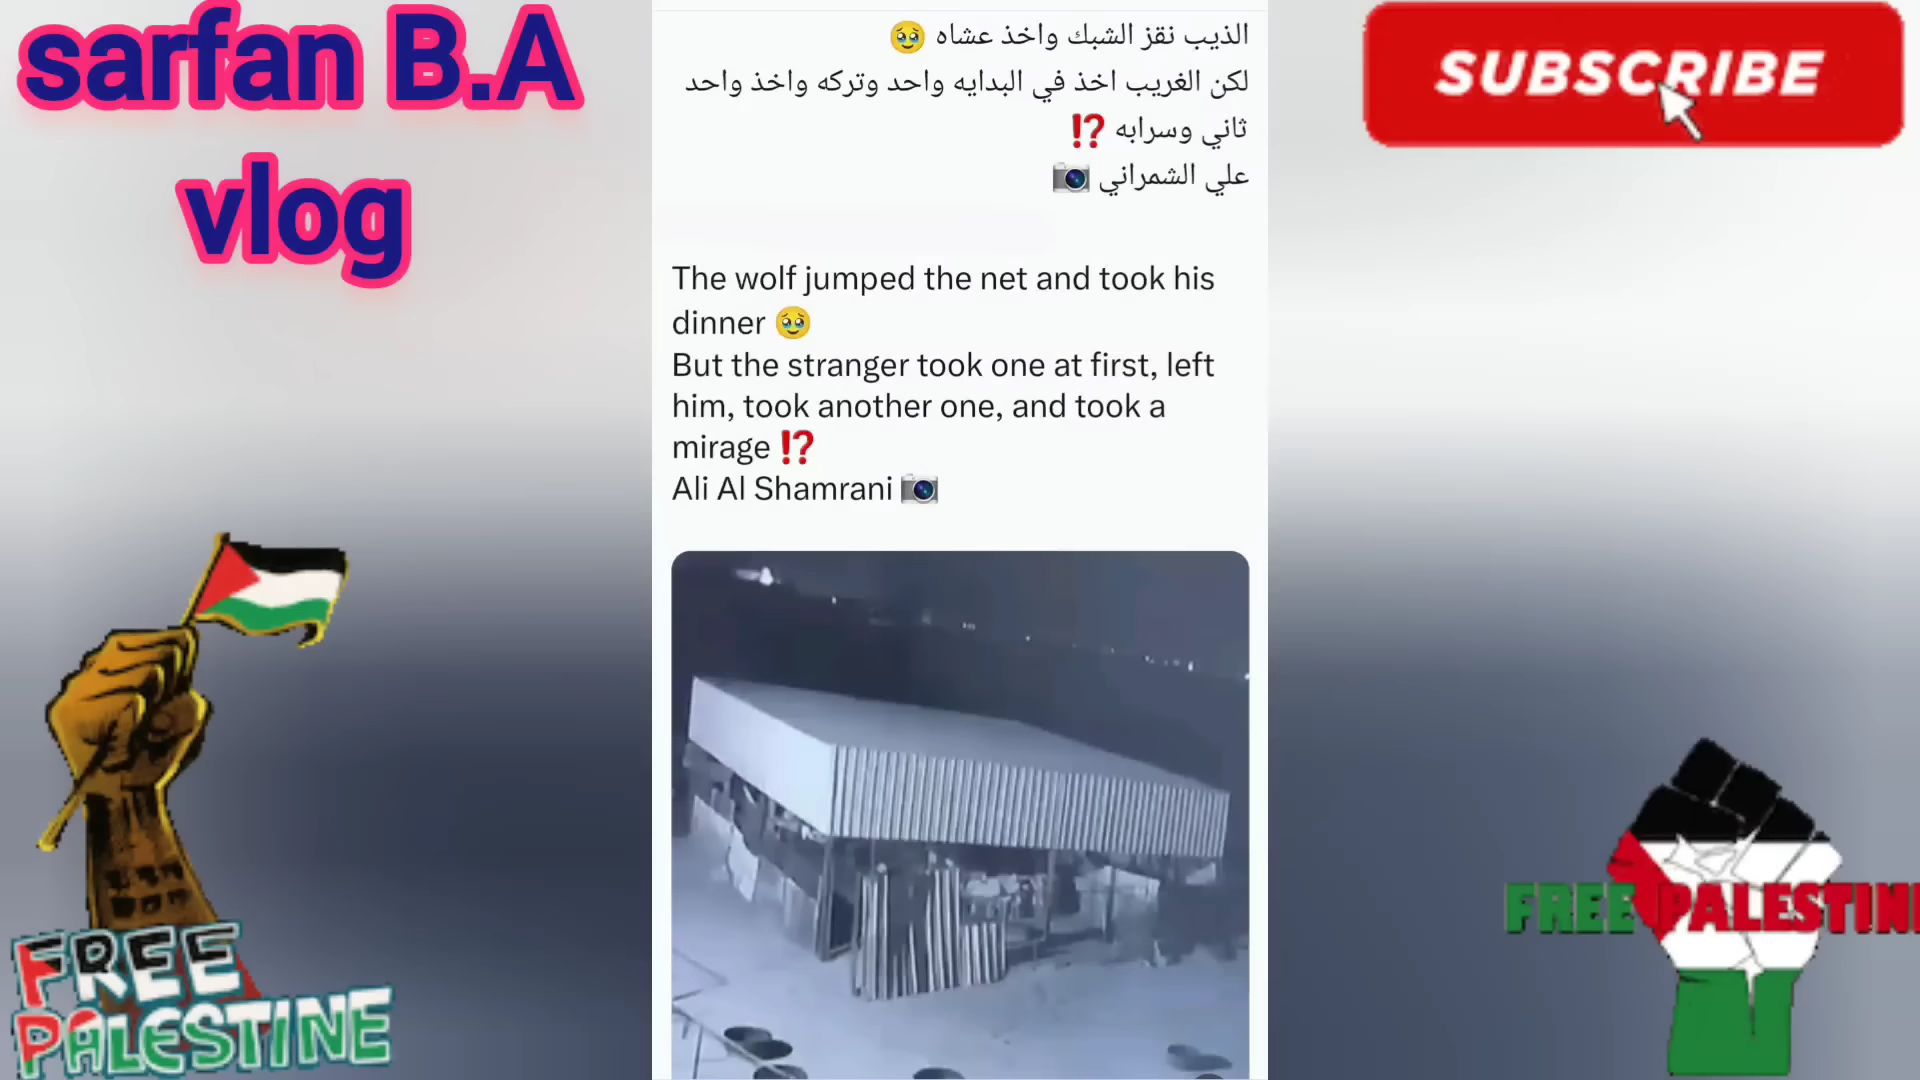 sarfan B.A
vlog
الذيب نقز الشبك واخذ عشاه 🥹
لكن الغريب اخذ في البدايه واحد وتركه واخذ واحد
ثاني وسرابه ⁉️
علي الشمراني 📷
The wolf jumped the net and took his
dinner 🥹
But the stranger took one at first, left
him, took another one, and took a
mirage ⁉️
Ali Al Shamrani 📷
SUBSCRIBE
FREE
PALESTINE
FREE PALESTINE